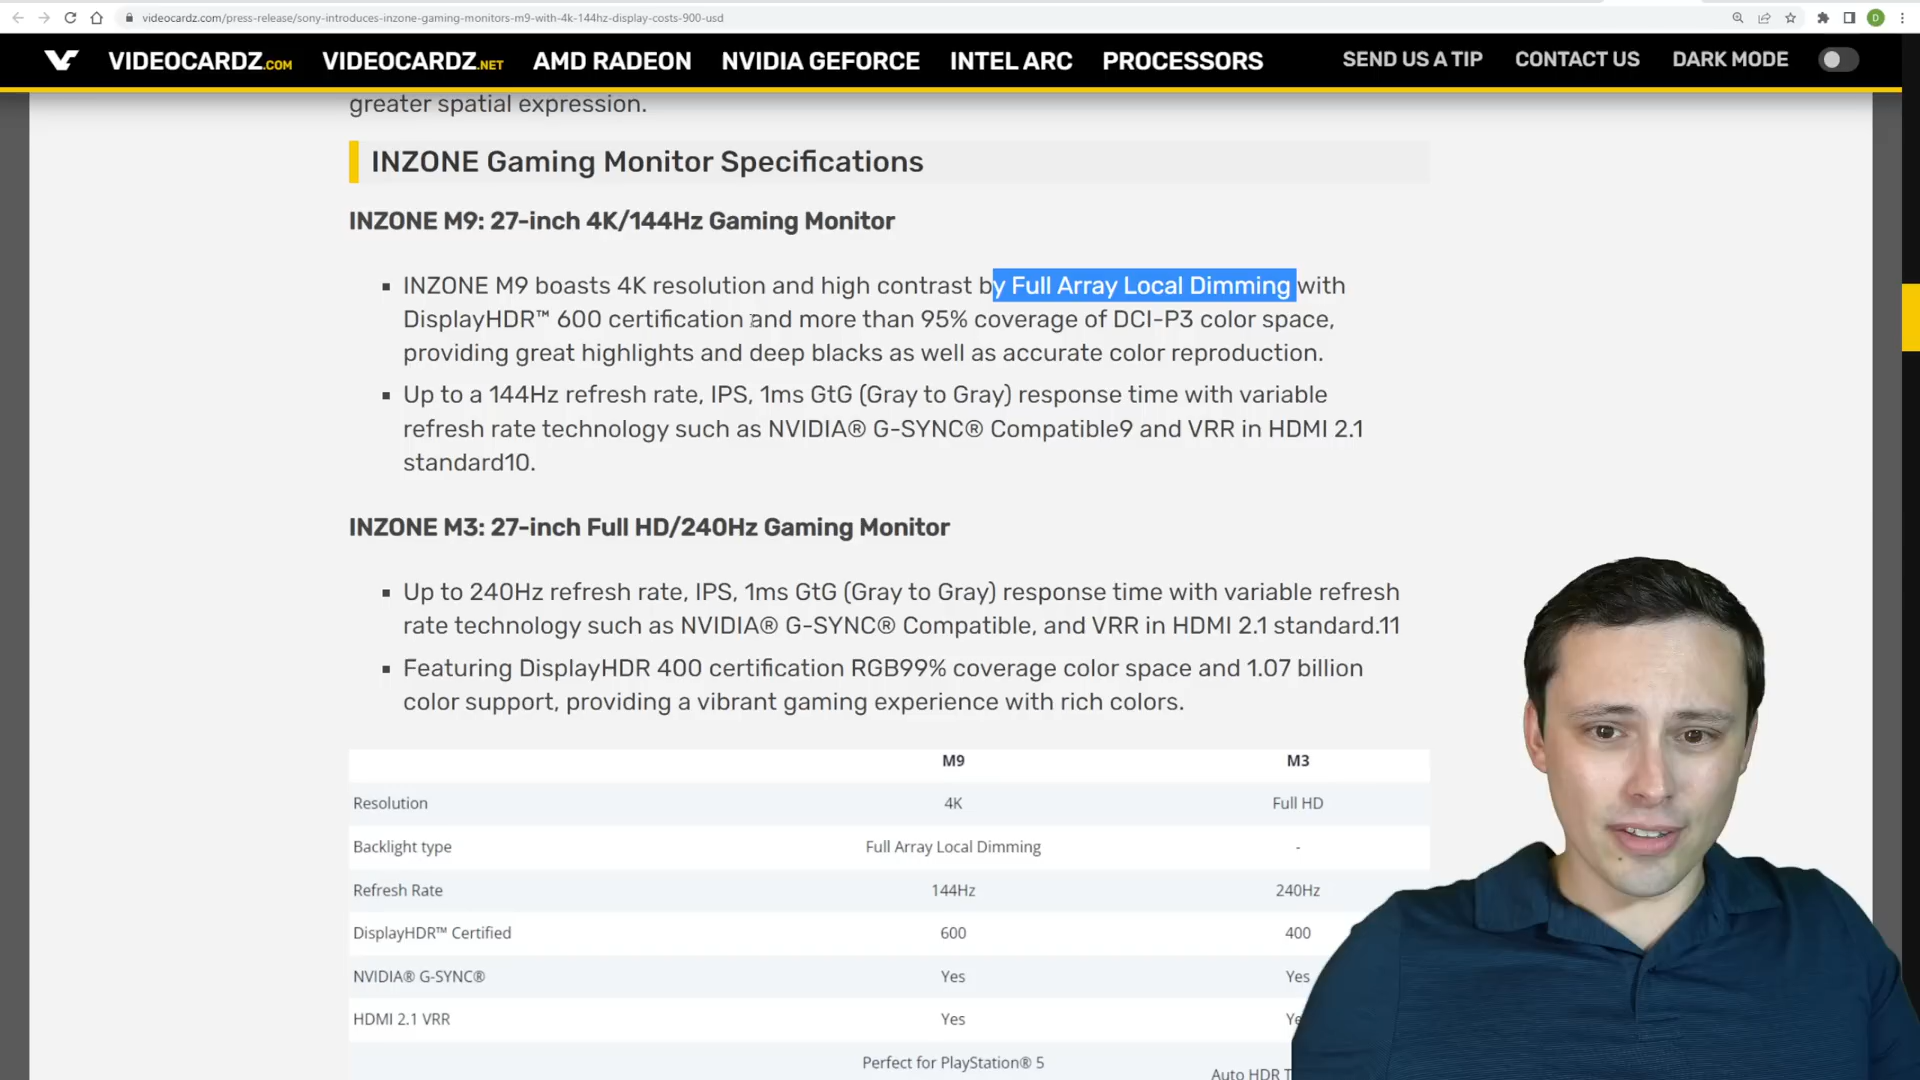 videocardz.com/press-release/sony-introduces-inzone-gaming-monitors-m9-with-4k-144hz-display-costs-900-usd
D
VIDEOCARDZ.COM VIDEOCARDZ.NET AMD RADEON NVIDIA GEFORCE INTEL ARC PROCESSORS SEND US A TIP CONTACT US DARK MODE
greater spatial expression.
INZONE Gaming Monitor Specifications
INZONE M9: 27-inch 4K/144Hz Gaming Monitor
▪ INZONE M9 boasts 4K resolution and high contrast by Full Array Local Dimming with
DisplayHDR™ 600 certification and more than 95% coverage of DCI-P3 color space,
providing great highlights and deep blacks as well as accurate color reproduction.
▪ Up to a 144Hz refresh rate, IPS, 1ms GtG (Gray to Gray) response time with variable
refresh rate technology such as NVIDIA® G-SYNC® Compatible9 and VRR in HDMI 2.1
standard10.
INZONE M3: 27-inch Full HD/240Hz Gaming Monitor
▪ Up to 240Hz refresh rate, IPS, 1ms GtG (Gray to Gray) response time with variable refresh
rate technology such as NVIDIA® G-SYNC® Compatible, and VRR in HDMI 2.1 standard.11
▪ Featuring DisplayHDR 400 certification RGB99% coverage color space and 1.07 billion
color support, providing a vibrant gaming experience with rich colors.
M9 M3
Resolution 4K Full HD
Backlight type Full Array Local Dimming -
Refresh Rate 144Hz 240Hz
DisplayHDR™ Certified 600 400
NVIDIA® G-SYNC® Yes Yes
HDMI 2.1 VRR Yes
Perfect for PlayStation® 5
Auto HDR